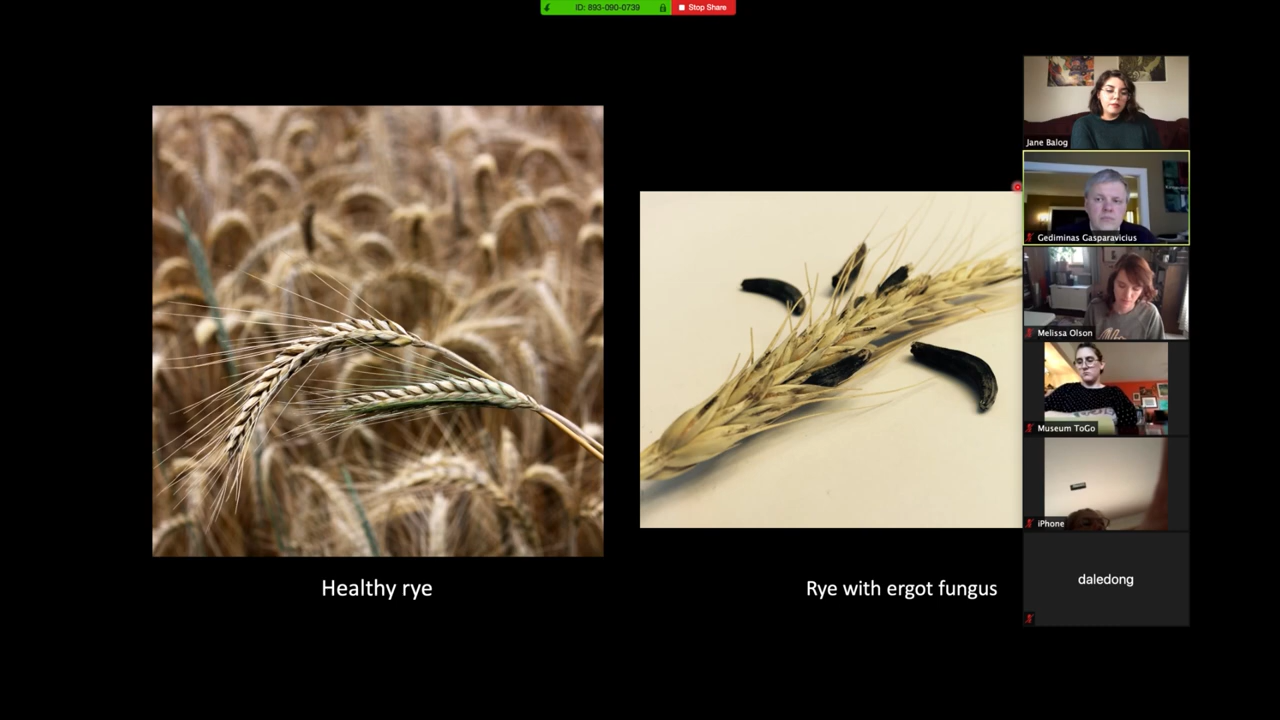 ID: 893-090-0739
Stop Share
Jane Balog
Gediminas Gasparavicius
Melissa Olson
Museum ToGo
iPhone
daledong
Healthy rye
Rye with ergot fungus